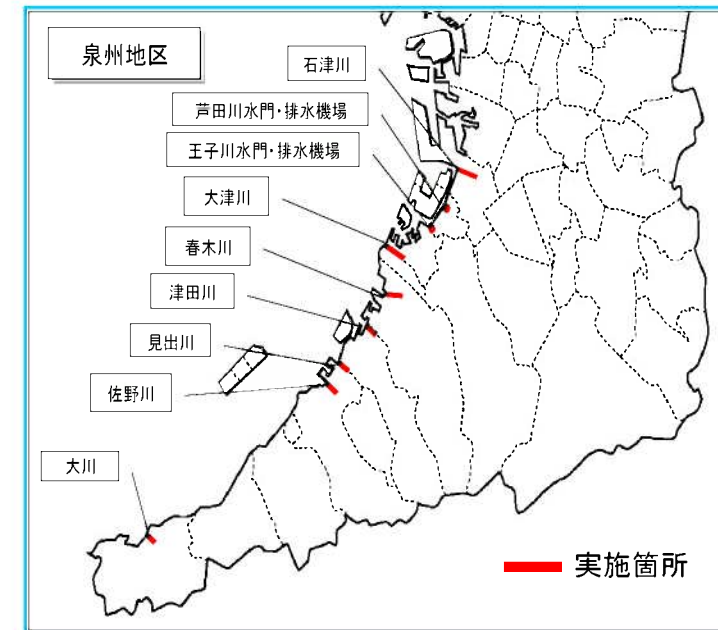 泉州地区
石津川
芦田川水門・排水機場
王子川水門・排水機場
大津川
春木川
津田川
見出川
佐野川
大川
実施箇所